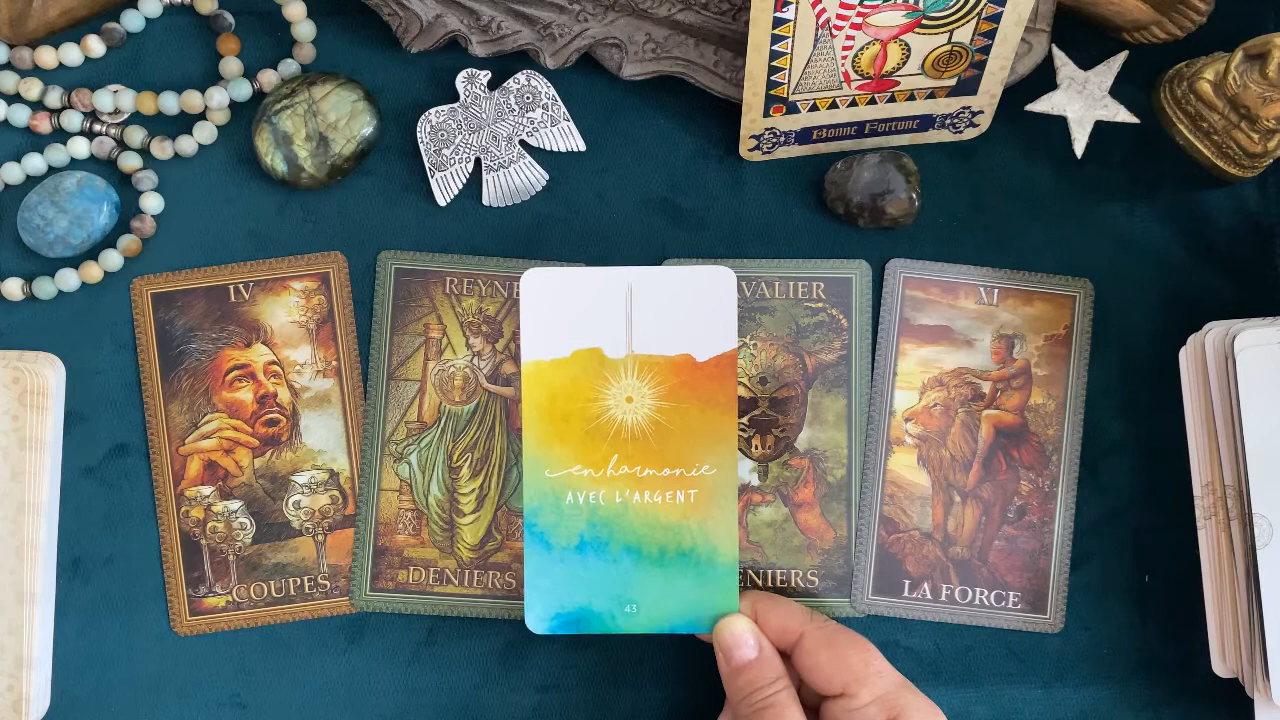 Bonne Fortune
IV
COUPES
REYNE
DENIERS
en harmonie
AVEC L'ARGENT
43
VALIER
ENIERS
XI
LA FORCE